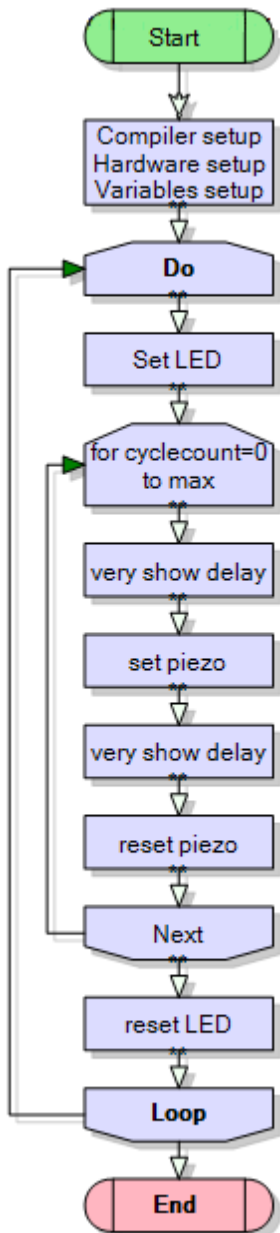 Start
Compiler setup
Hardware setup
Variables setup
Do
Set LED
for cyclecount=0
to max
very show delay
set piezo
very show delay
reset piezo
Next
reset LED
Loop
End